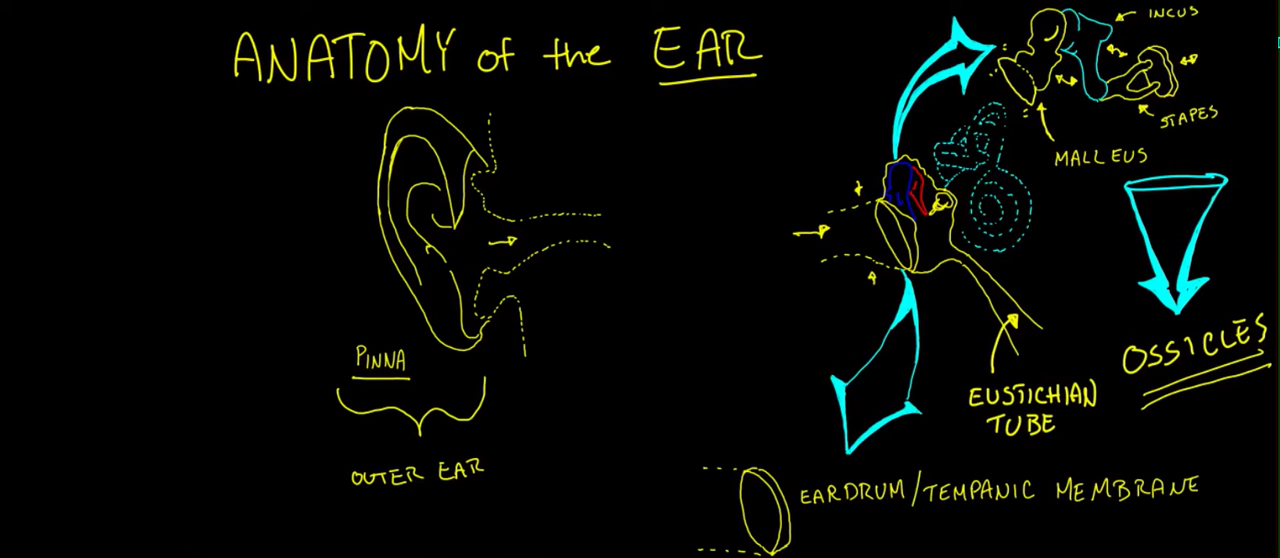 ANATOMY of the EAR
INCUS
STAPES
MALLEUS
OSSICLES
PINNA
EUSTICHIAN
TUBE
OUTER EAR
EARDRUM/TEMPANIC MEMBRANE